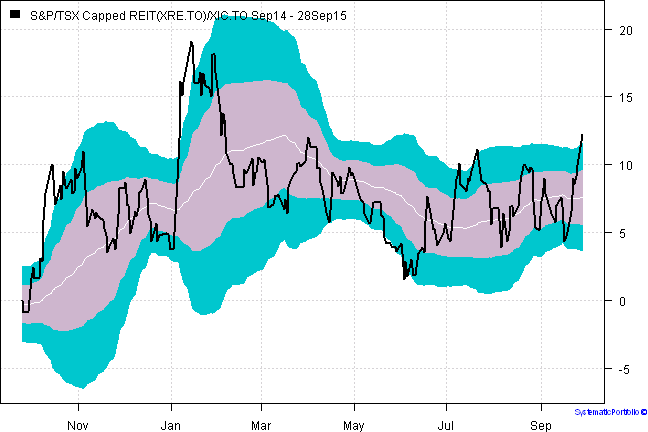 S&P/TSX Capped REIT(XRE.TO)/XIC.TO Sep14 - 28Sep15
20
15
10
5
0
-5
Nov Jan Mar May Jul Sep
SystematicPortfolio ©